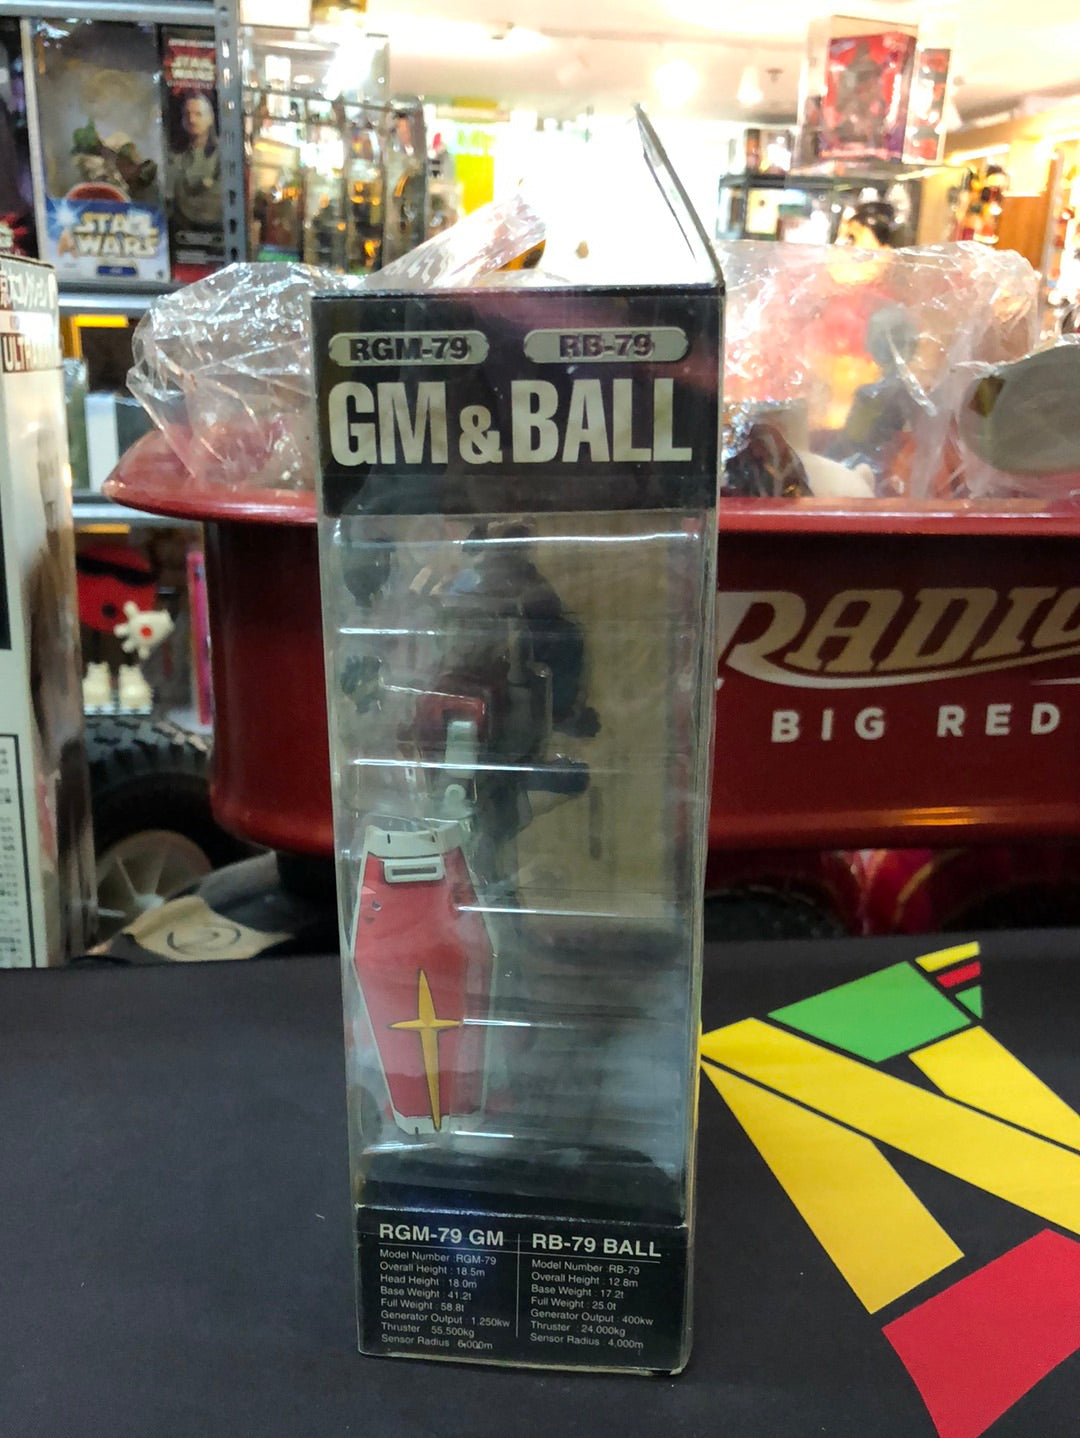 STAR
WARS
STAR
WARS
ULTRA
RGM-79
RB-79
GM & BALL
RADIO
BIG RED
RGM-79 GM
Model Number :RGM-79
Overall Height : 18.5m
Head Height : 18.0m
Base Weight : 41.2t
Full Weight : 58.8t
Generator Output : 1.250kw
Thruster : 55,500kg
Sensor Radius : 6,000m
RB-79 BALL
Model Number :RB-79
Overall Height : 12.8m
Base Weight : 17.2t
Full Weight : 25.0t
Generator Output : 400kw
Thruster : 24,000kg
Sensor Radius : 4,000m